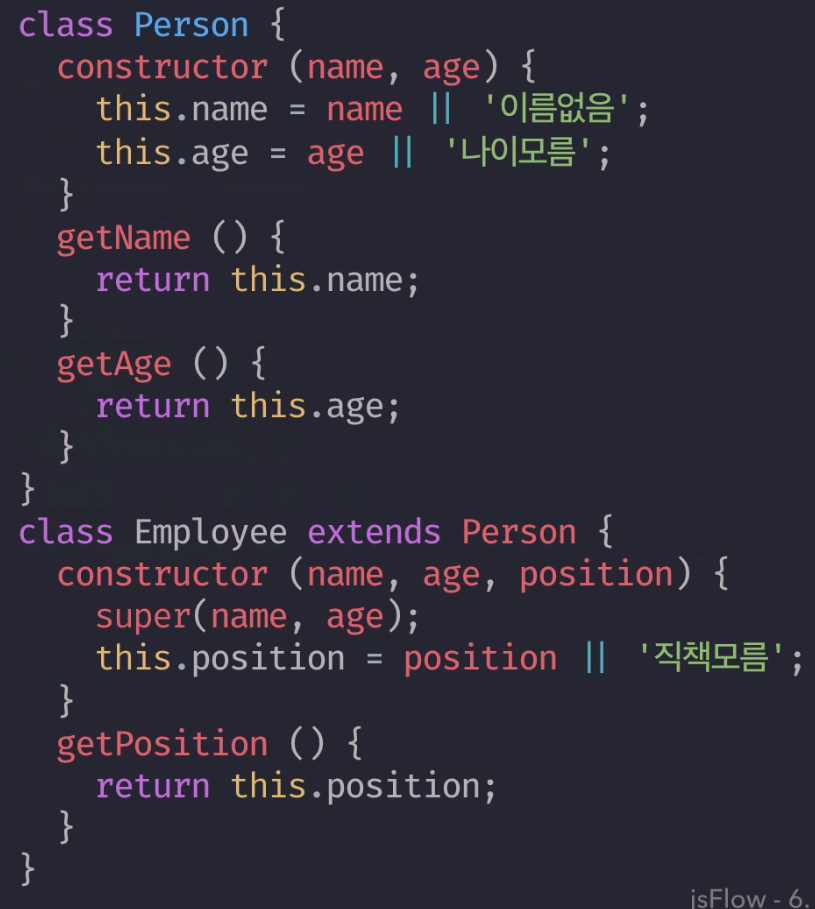 class Person {
  constructor (name, age) {
    this.name = name || '이름없음';
    this.age = age || '나이모름';
  }
  getName () {
    return this.name;
  }
  getAge () {
    return this.age;
  }
}
class Employee extends Person {
  constructor (name, age, position) {
    super(name, age);
    this.position = position || '직책모름';
  }
  getPosition () {
    return this.position;
  }
}
jsFlow - 6.